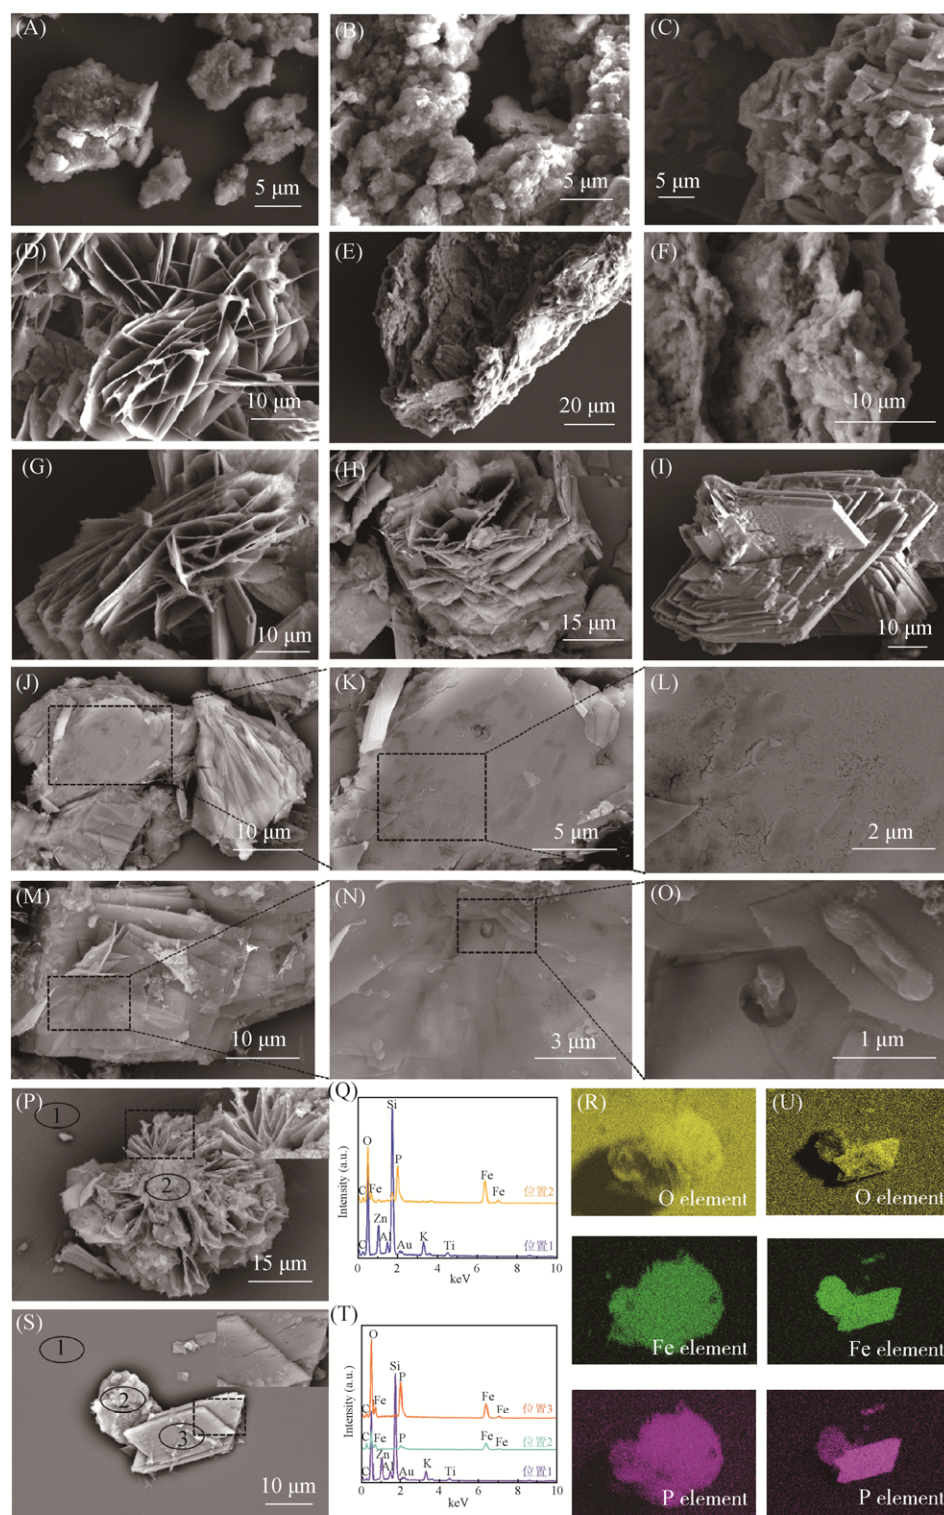 (A)
5 μm
(B)
5 μm
(C)
5 μm
(D)
10 μm
(E)
20 μm
(F)
10 μm
(G)
10 μm
(H)
15 μm
(I)
10 μm
(J)
10 μm
(K)
5 μm
(L)
2 μm
(M)
10 μm
(N)
3 μm
(O)
1 μm
(P)
1
2
15 μm
(Q)
Intensity (a.u.)
O
Si
P
C
Fe
Fe
Fe
位置2
Zn
Al
C
Au
K
Ti
位置1
0 2 4 6 8 10
keV
(R)
O element
Fe element
P element
(U)
O element
Fe element
P element
(S)
1
2
3
10 μm
(T)
Intensity (a.u.)
O
Si
P
C
Fe
Fe
Fe
位置3
C
Fe
P
Fe
Fe
位置2
Zn
Al
C
Au
K
Ti
位置1
0 2 4 6 8 10
keV